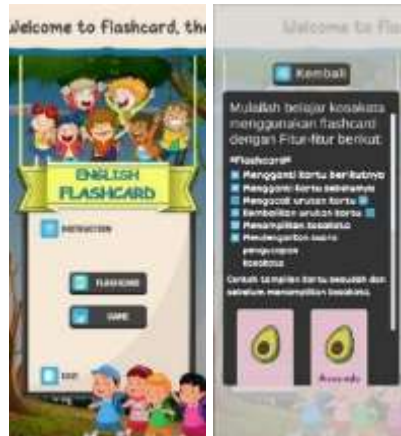 Welcome to Flashcard, the
ENGLISH
FLASHCARD
INSTRUCTION
FLASHCARD
GAME
EXIT
Welcome to Fla
Kembali
Mulailah belajar kosakata
menggunakan flashcard
dengan Fitur-fitur berikut:
*Flashcard*
Mengganti kartu berikutnya
Mengganti kartu sebelumnya
Mengacak urutan kartu
Kembalikan urutan kartu
Menampilkan kosakata
Mendengarkan suara
pengucapan
kosakata
Contoh tampilan kartu sesudah dan
sebelum menampilkan kosakata
Avocado